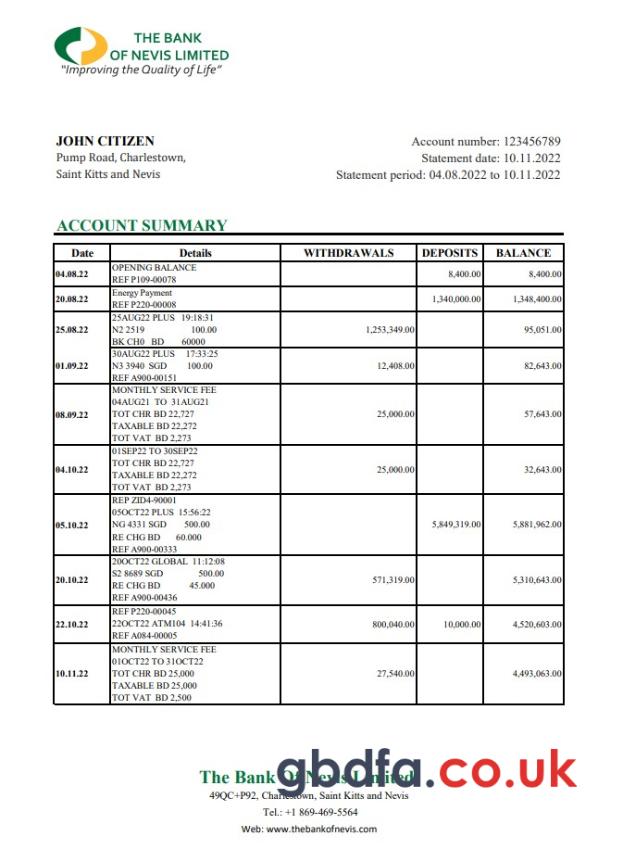 THE BANK
OF NEVIS LIMITED
"Improving the Quality of Life"
JOHN CITIZEN
Pump Road, Charlestown,
Saint Kitts and Nevis
Account number: 123456789
Statement date: 10.11.2022
Statement period: 04.08.2022 to 10.11.2022
ACCOUNT SUMMARY
Date Details WITHDRAWALS DEPOSITS BALANCE
04.08.22 OPENING BALANCE 8,400.00 8,400.00
REF P109-00078
20.08.22 Energy Payment 1,340,000.00 1,348,400.00
REF P220-00008
25AUG22 PLUS 19:18:31
25.08.22 N2 2519 100.00 1,253,349.00 95,051.00
BK CH0 BD 60000
30AUG22 PLUS 17:33:25
01.09.22 N3 3940 SGD 100.00 12,408.00 82,643.00
REF A900-00151
MONTHLY SERVICE FEE
04AUG21 TO 31AUG21
08.09.22 TOT CHR BD 22,727 25,000.00 57,643.00
TAXABLE BD 22,272
TOT VAT BD 2,273
01SEP22 TO 30SEP22
04.10.22 TOT CHR BD 22,727 25,000.00 32,643.00
TAXABLE BD 22,272
TOT VAT BD 2,273
REP ZID4-90001
05OCT22 PLUS 15:56:22
05.10.22 NG 4331 SGD 500.00 5,849,319.00 5,881,962.00
RE CHG BD 60.000
REF A900-00333
20OCT22 GLOBAL 11:12:08
20.10.22 S2 8689 SGD 500.00 571,319.00 5,310,643.00
RE CHG BD 45.000
REF A900-00436
REF P220-00045
22.10.22 22OCT22 ATM104 14:41:36 800,040.00 10,000.00 4,520,603.00
REF A084-00005
MONTHLY SERVICE FEE
01OCT22 TO 31OCT22
10.11.22 TOT CHR BD 25,000 27,540.00 4,493,063.00
TAXABLE BD 25,000
TOT VAT BD 2,500
gbdfa.co.uk
The Bank Of Nevis Limited
49QC+P92, Charlestown, Saint Kitts and Nevis
Tel.: +1 869-469-5564
Web: www.thebankofnevis.com